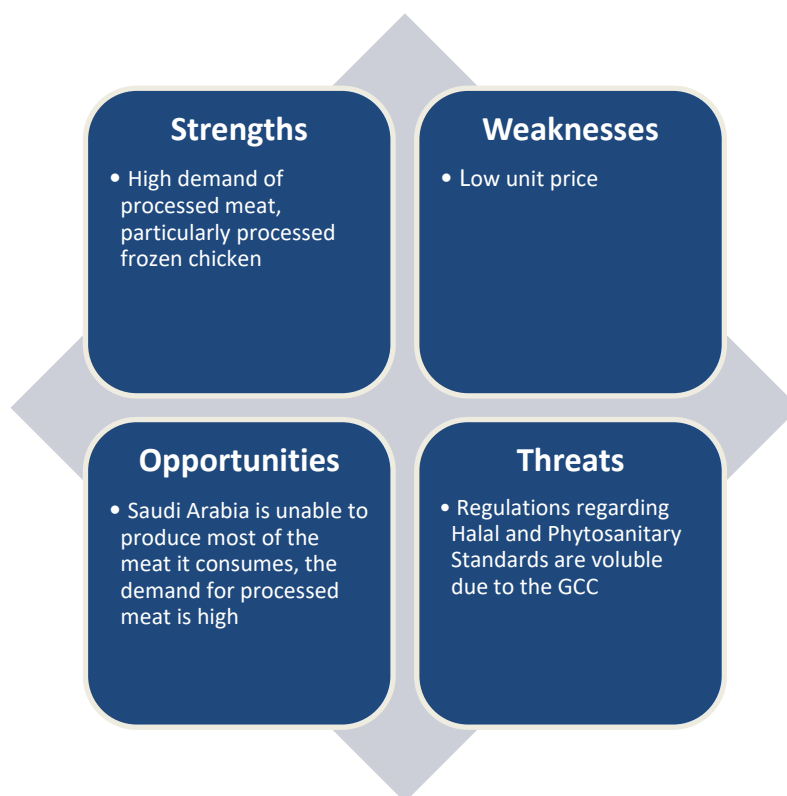 Strengths
• High demand of
processed meat,
particularly processed
frozen chicken
Weaknesses
• Low unit price
Opportunities
• Saudi Arabia is unable to
produce most of the
meat it consumes, the
demand for processed
meat is high
Threats
• Regulations regarding
Halal and Phytosanitary
Standards are voluble
due to the GCC